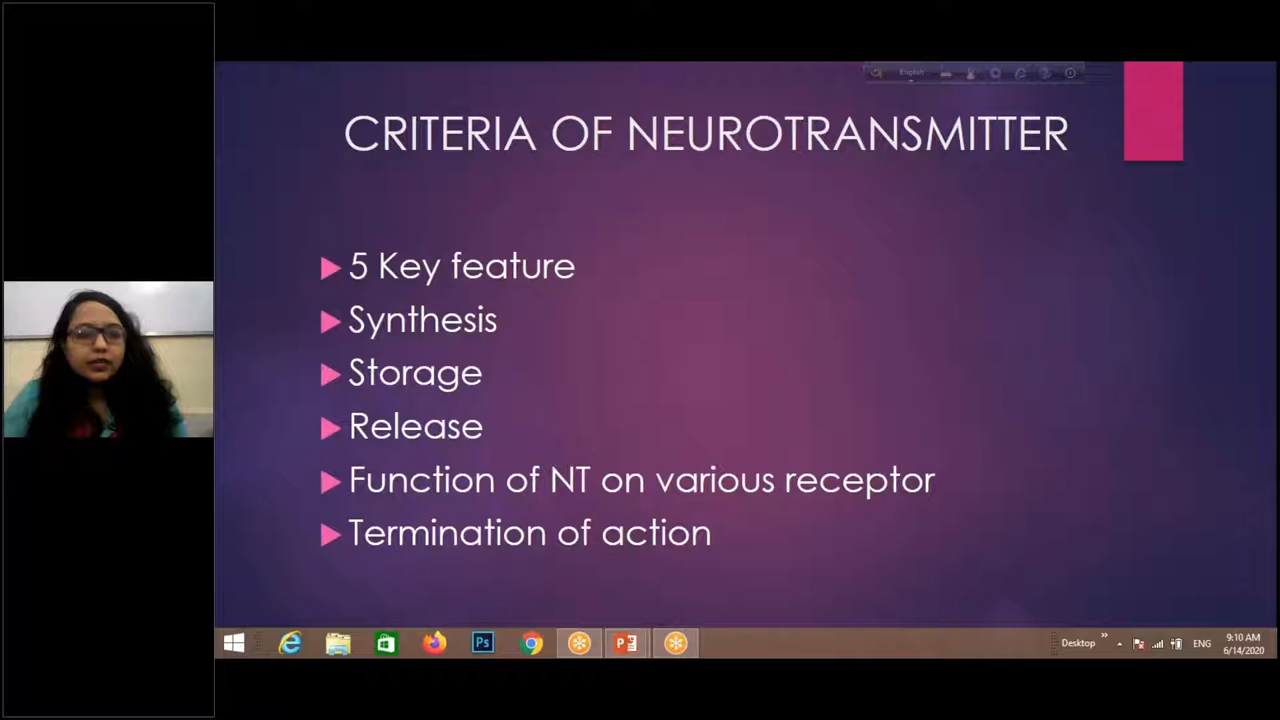 English
CRITERIA OF NEUROTRANSMITTER
5 Key feature
Synthesis
Storage
Release
Function of NT on various receptor
Termination of action
Ps
P
Desktop
ENG
9:10 AM
6/14/2020